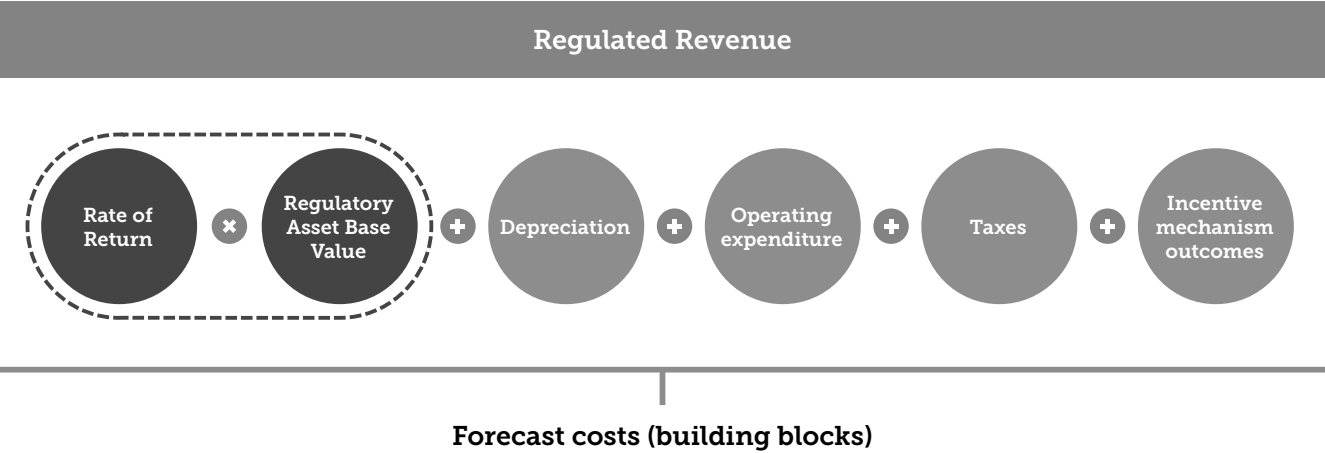 Regulated Revenue
Rate of
Return
Regulatory
Asset Base
Value
Depreciation
Operating
expenditure
Taxes
Incentive
mechanism
outcomes
Forecast costs (building blocks)